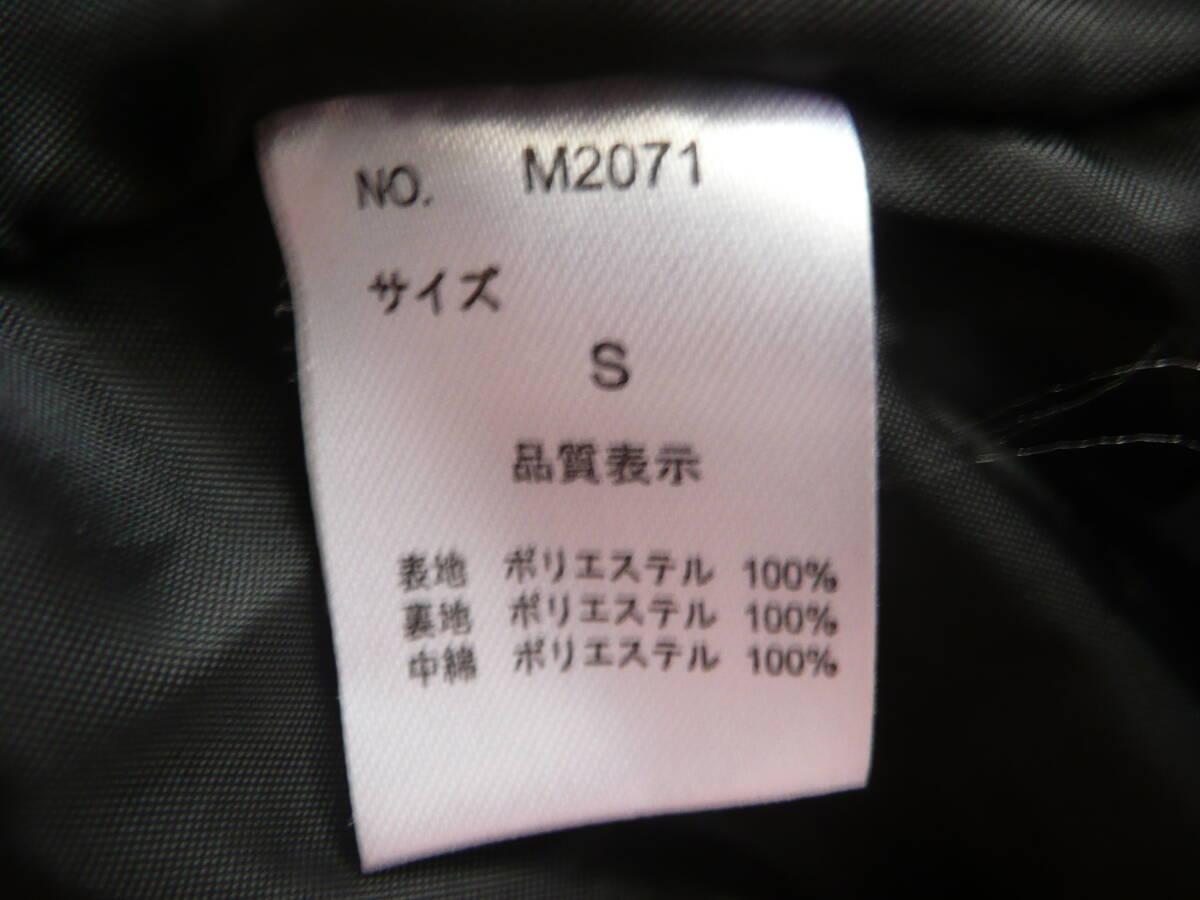 NO. M2071
サイズ
S
品質表示
表地 ポリエステル 100%
裏地 ポリエステル 100%
中綿 ポリエステル 100%